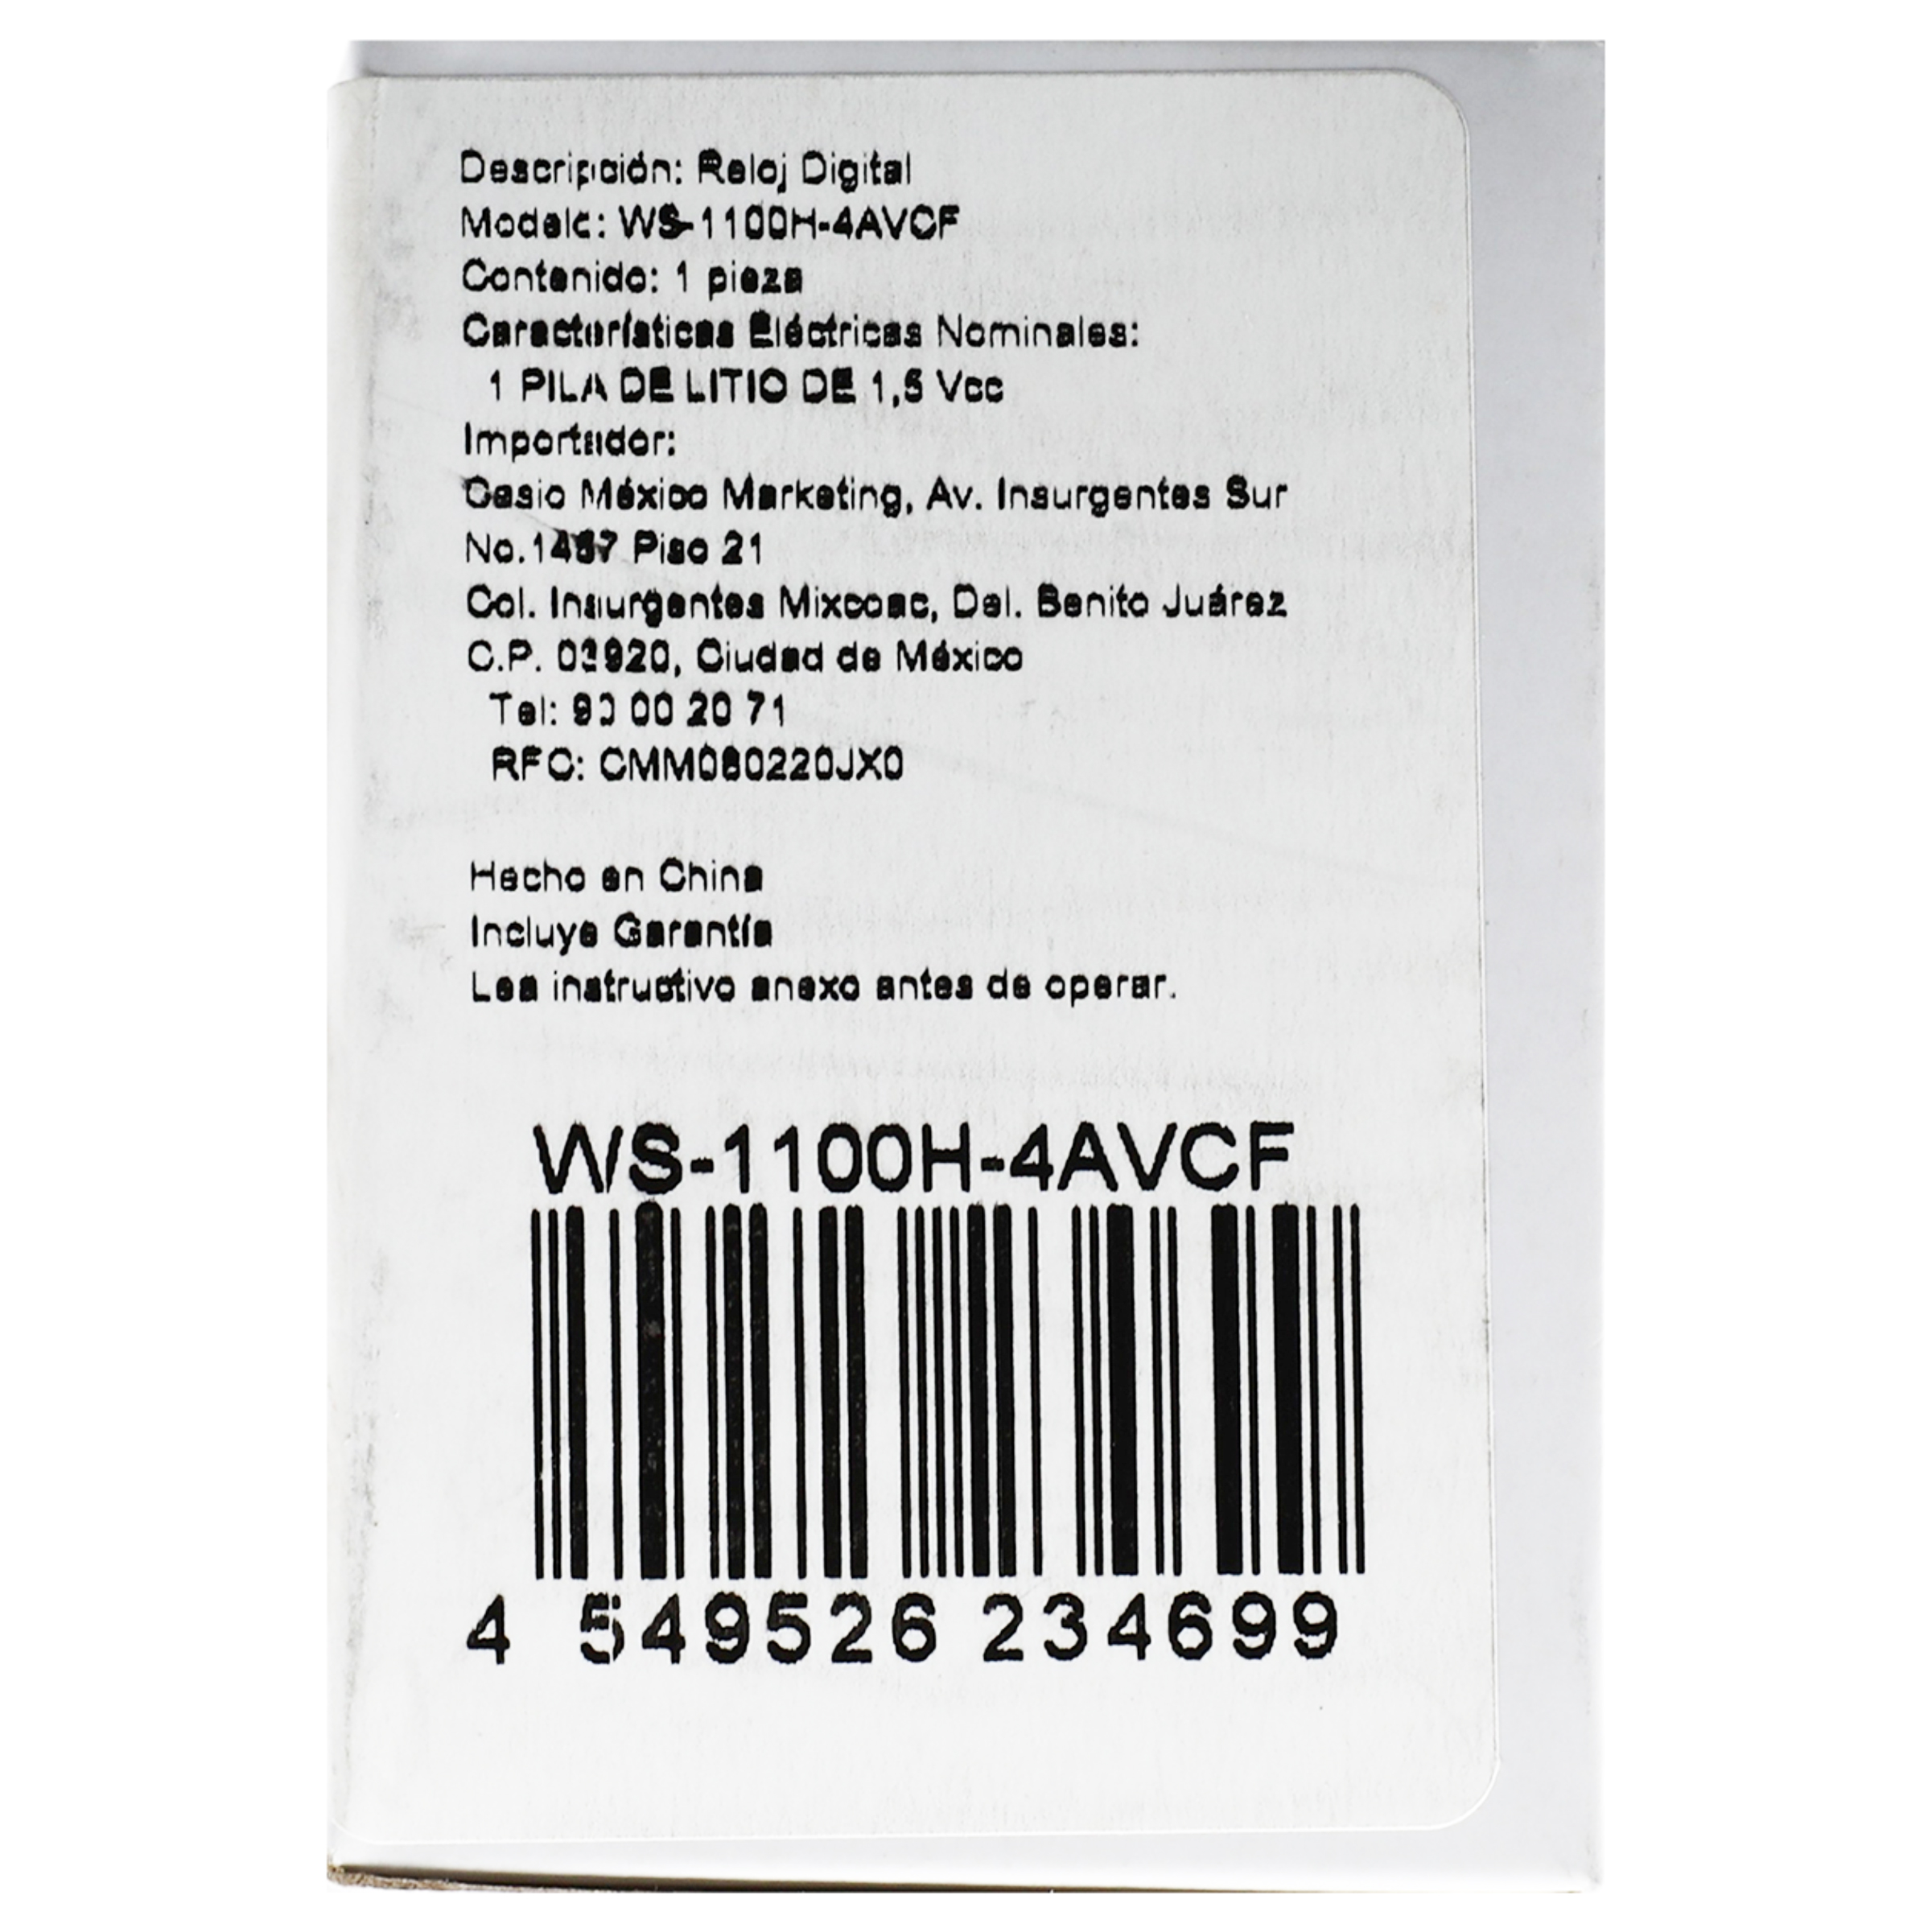 Descripción: Reloj Digital
Modelo: WS-1100H-4AVCF
Contenido: 1 pieza
Características Eléctricas Nominales:
1 PILA DE LITIO DE 1,5 Vcc
Importador:
Casio México Marketing, Av. Insurgentes Sur
No. Piso 21
Col. Insurgentes Mixcoac, Del. Benito Juárez
C.P. 03920, Ciudad de México
Tel: 90 00 20 71
RFC: CMM080220JX0
Hecho en China
Incluye Garantía
Lea instructivo anexo antes de operar.
WS-1100H-4AVCF
4 549526 234699